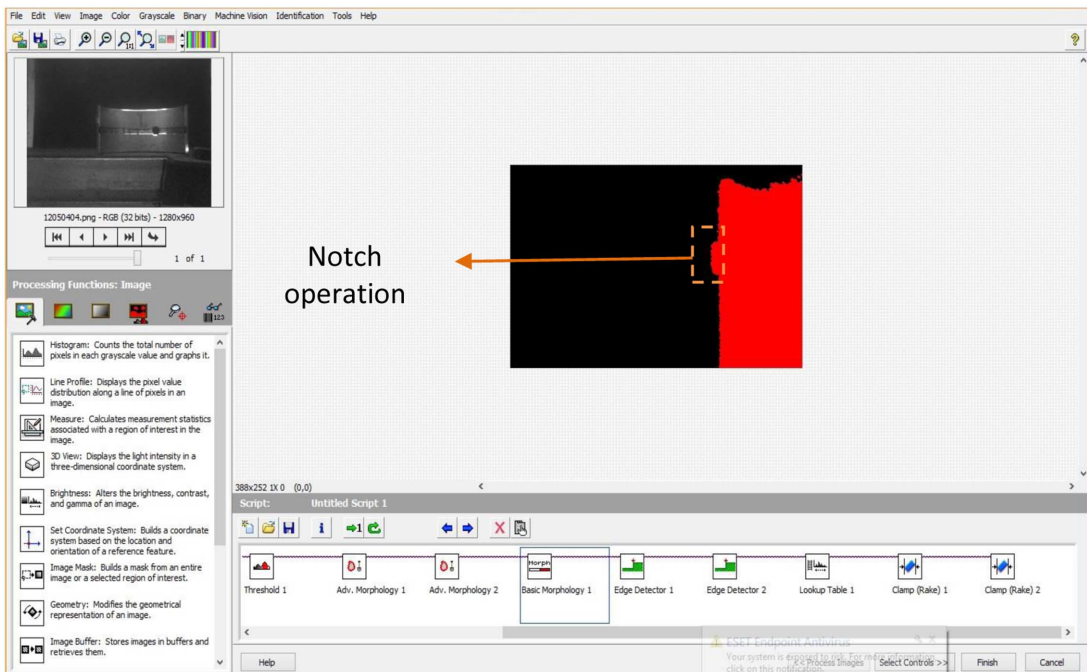 File Edit View Image Color Grayscale Binary Machine Vision Identification Tools Help
1:1
12050404.png - RGB (32 bits) - 1280x960
1 of 1
Processing Functions: Image
123
Histogram: Counts the total number of
pixels in each grayscale value and graphs it.
Line Profile: Displays the pixel value
distribution along a line of pixels in an
image.
Measure: Calculates measurement statistics
associated with a region of interest in the
image.
3D View: Displays the light intensity in a
three-dimensional coordinate system.
Brightness: Alters the brightness, contrast,
and gamma of an image.
Set Coordinate System: Builds a coordinate
system based on the location and
orientation of a reference feature.
Image Mask: Builds a mask from an entire
image or a selected region of interest.
Geometry: Modifies the geometrical
representation of an image.
Image Buffer: Stores images in buffers and
retrieves them.
Notch
operation
388x252 1X 0 (0,0)
Script: Untitled Script 1
1
Morph
Threshold 1 Adv. Morphology 1 Adv. Morphology 2 Basic Morphology 1 Edge Detector 1 Edge Detector 2 Lookup Table 1 Clamp (Rake) 1 Clamp (Rake) 2
ESET Endpoint Antivirus
Your system is exposed to risk. For more information,
click on this notification.
Help << Process Images Select Controls >> Finish Cancel